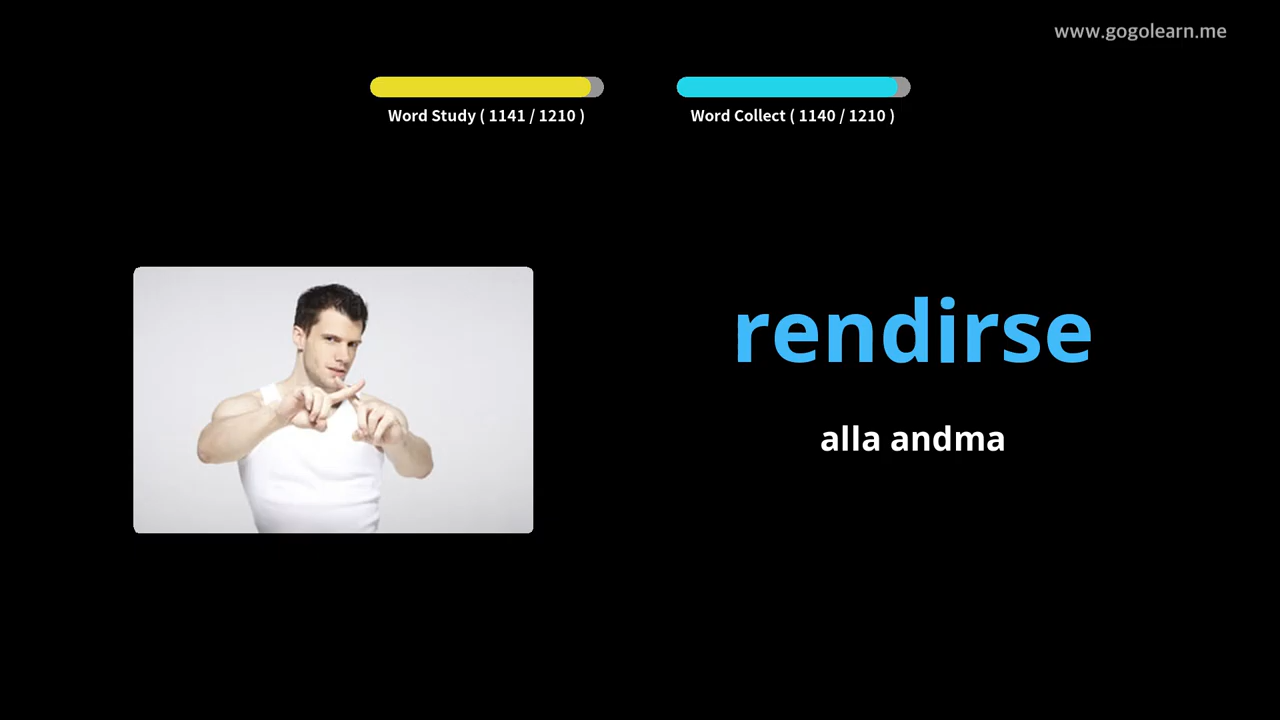 www.gogolearn.me
Word Study ( 1141 / 1210 )
Word Collect ( 1140 / 1210 )
rendirse
alla andma